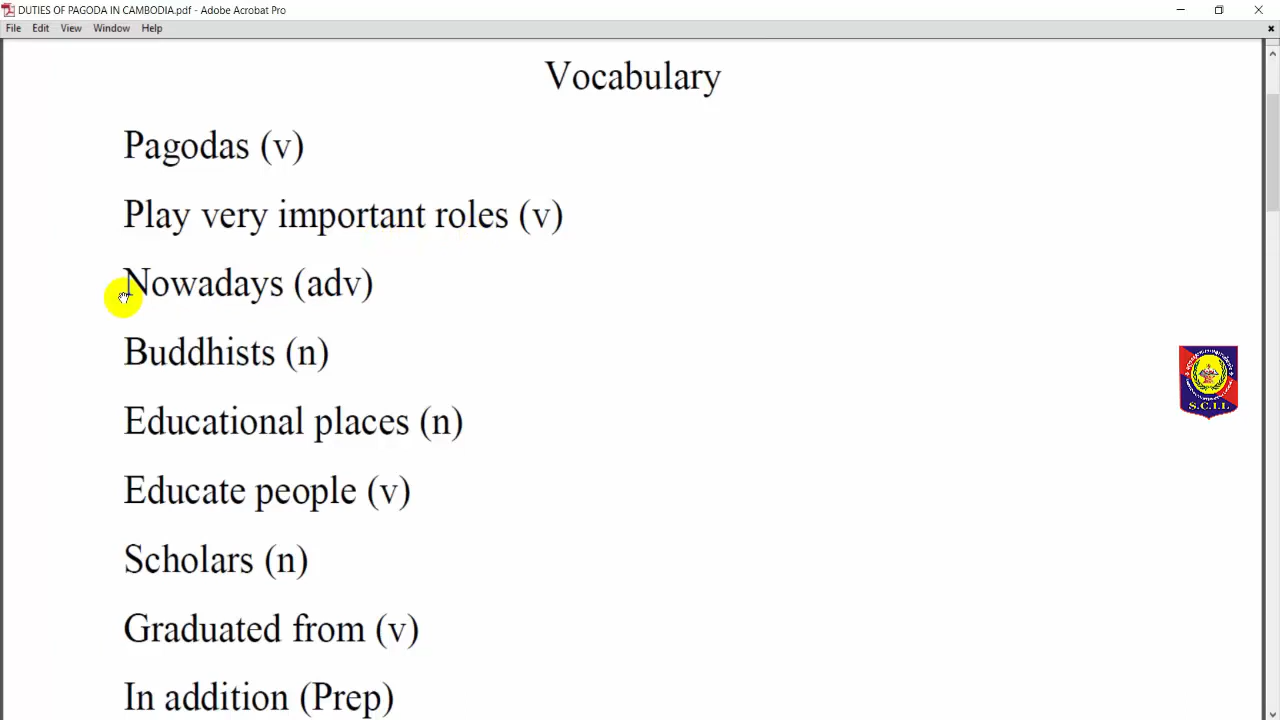 DUTIES OF PAGODA IN CAMBODIA.pdf - Adobe Acrobat Pro
File Edit View Window Help
Vocabulary
Pagodas (v)
Play very important roles (v)
Nowadays (adv)
Buddhists (n)
Educational places (n)
Educate people (v)
Scholars (n)
Graduated from (v)
In addition (Prep)
S.C.I.L